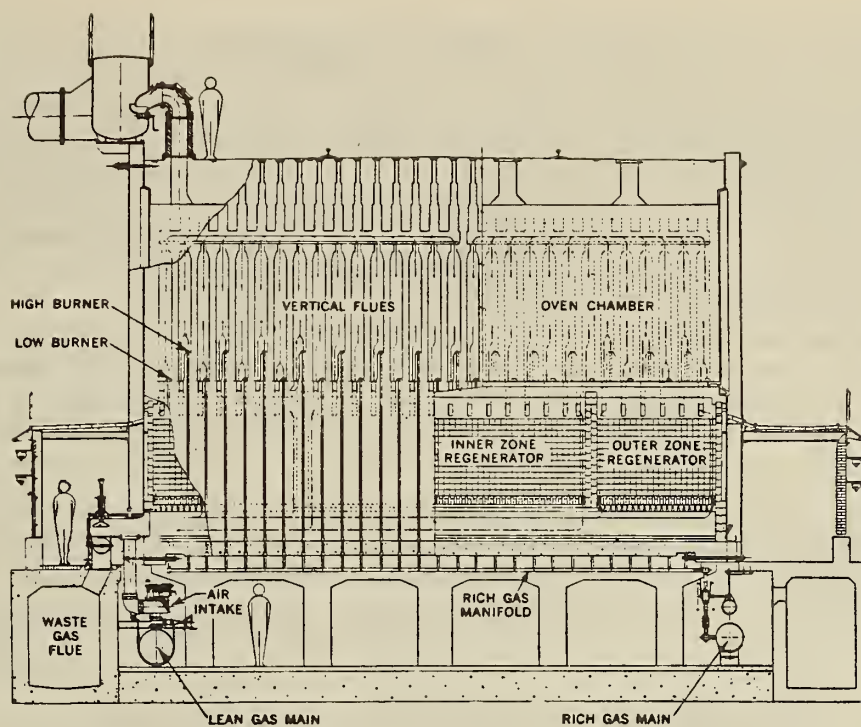 HIGH BURNER
LOW BURNER
VERTICAL FLUES
OVEN CHAMBER
INNER ZONE
REGENERATOR
OUTER ZONE
REGENERATOR
AIR
INTAKE
WASTE
GAS
FLUE
RICH GAS
MANIFOLD
LEAN GAS MAIN
RICH GAS MAIN